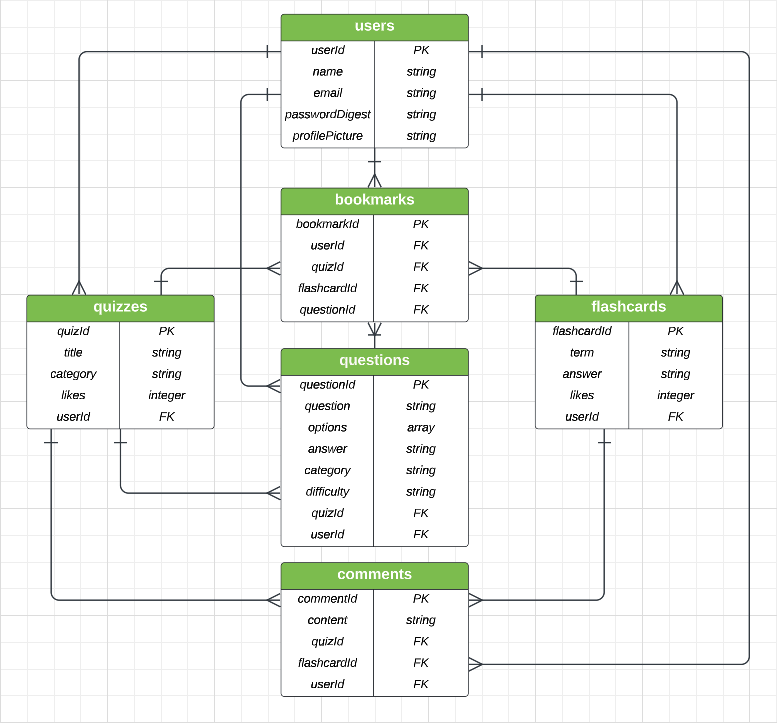 users
userId PK
name string
email string
passwordDigest string
profilePicture string
bookmarks
bookmarkId PK
userId FK
quizId FK
flashcardId FK
questionId FK
quizzes
quizId PK
title string
category string
likes integer
userId FK
flashcards
flashcardId PK
term string
answer string
likes integer
userId FK
questions
questionId PK
question string
options array
answer string
category string
difficulty string
quizId FK
userId FK
comments
commentId PK
content string
quizId FK
flashcardId FK
userId FK